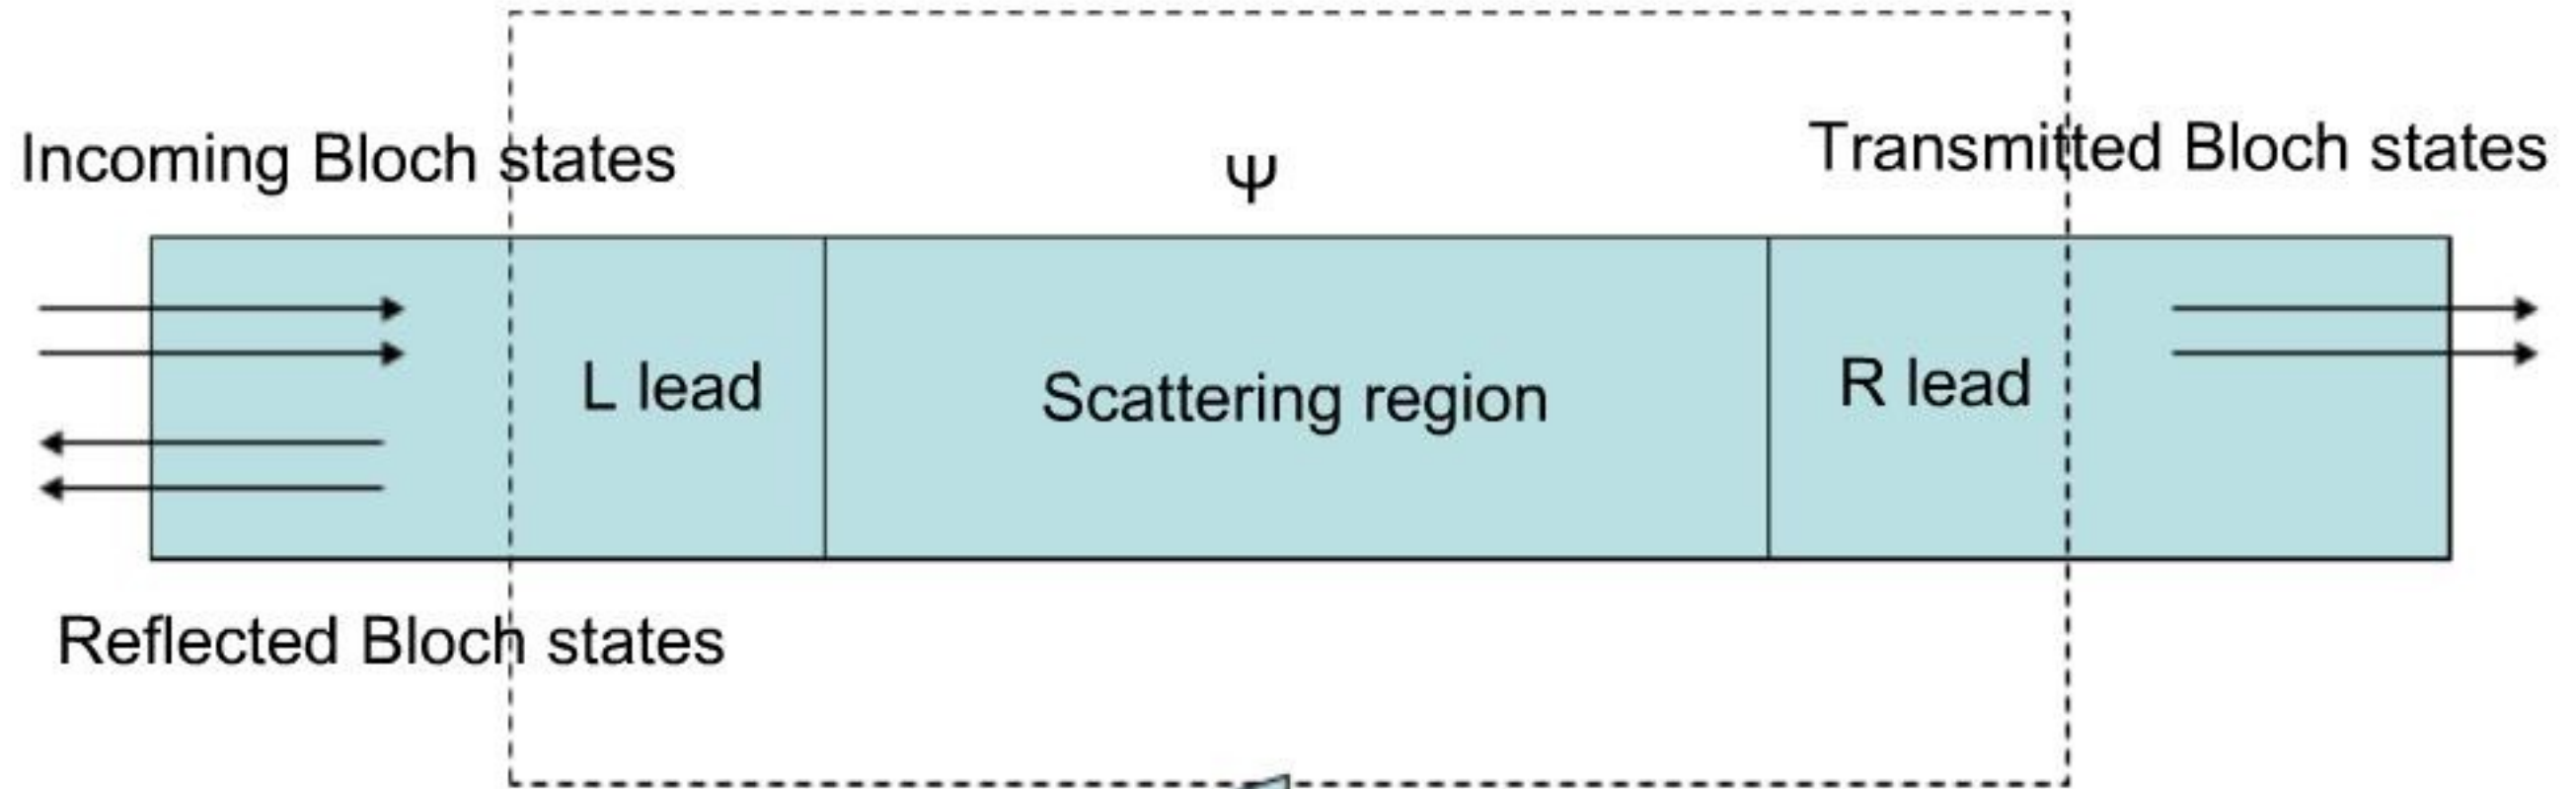 Incoming Bloch states
Ψ
Transmitted Bloch states
L lead
Scattering region
R lead
Reflected Bloch states